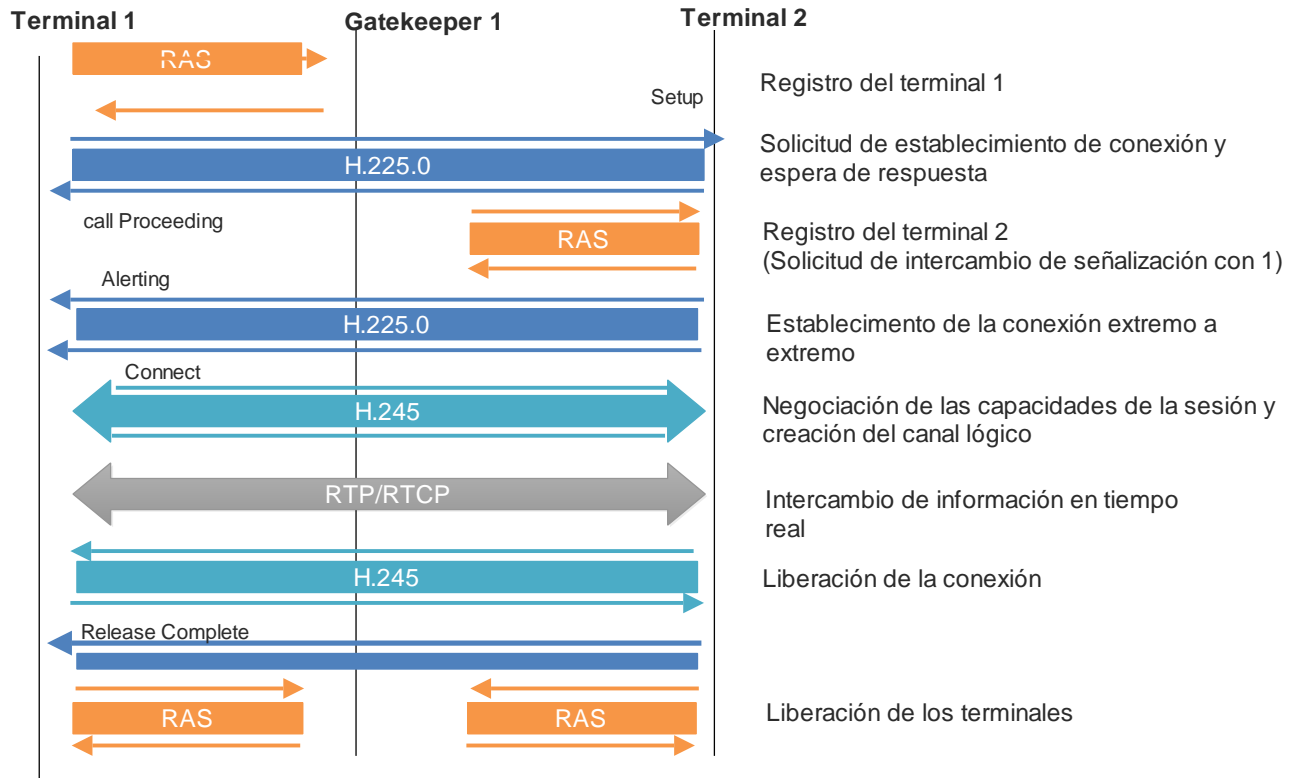 Terminal 1
Gatekeeper 1
Terminal 2
RAS
Registro del terminal 1
Setup
Solicitud de establecimiento de conexión y
espera de respuesta
H.225.0
call Proceeding
RAS
Registro del terminal 2
(Solicitud de intercambio de señalización con 1)
Alerting
H.225.0
Establecimento de la conexión extremo a
extremo
Connect
H.245
Negociación de las capacidades de la sesión y
creación del canal lógico
RTP/RTCP
Intercambio de información en tiempo
real
H.245
Liberación de la conexión
Release Complete
RAS
RAS
Liberación de los terminales